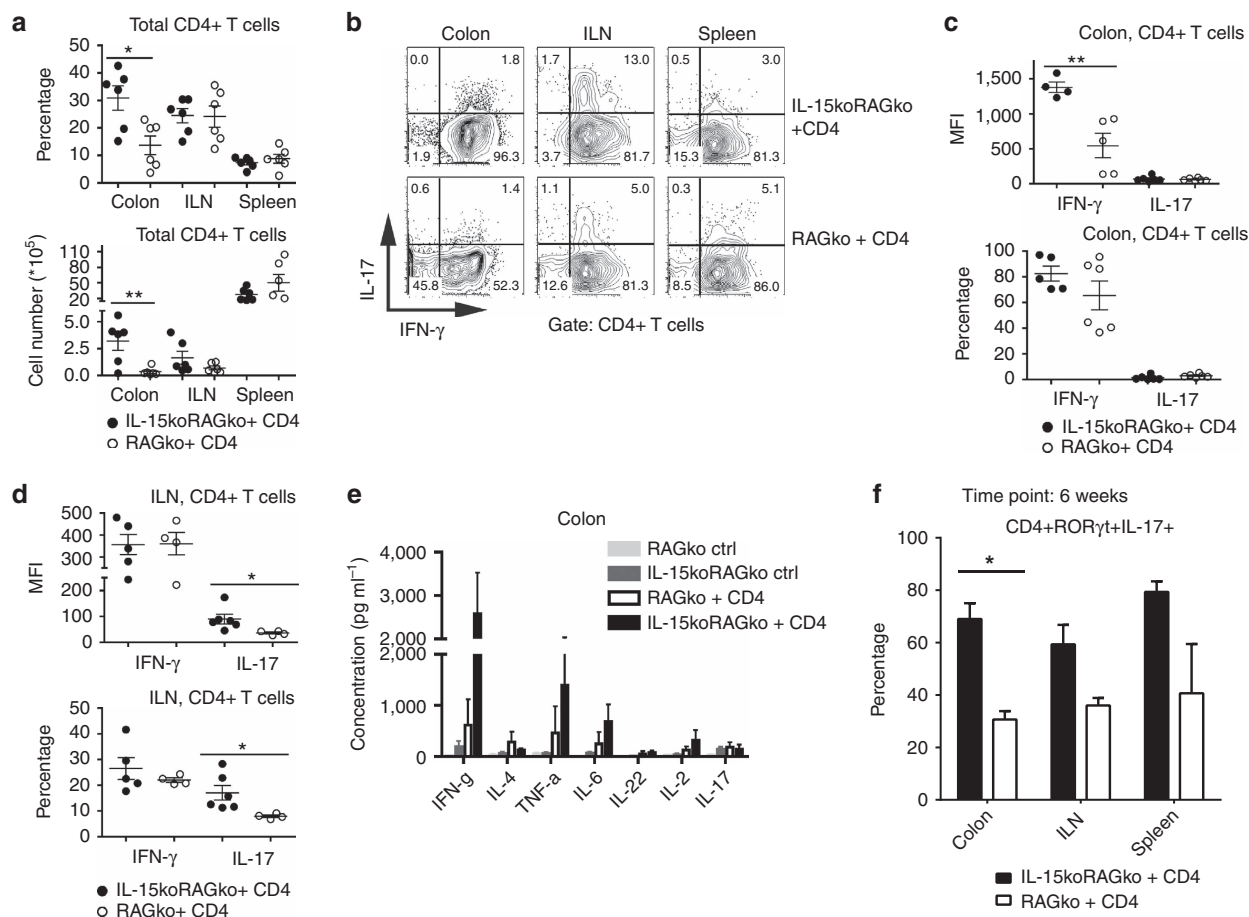 a
Total CD4+ T cells
Percentage
50
40
30
20
10
0
*
Colon
ILN
Spleen
Total CD4+ T cells
Cell number (*10⁵)
110
80
50
20
5.0
2.5
0.0
**
Colon
ILN
Spleen
IL-15koRAGko+ CD4
RAGko+ CD4
b
Colon
ILN
Spleen
0.0
1.8
1.9
96.3
1.7
13.0
3.7
81.7
0.5
3.0
15.3
81.3
IL-15koRAGko
+CD4
0.6
1.4
45.8
52.3
1.1
5.0
12.6
81.3
0.3
5.1
8.5
86.0
RAGko + CD4
IL-17
IFN-γ
Gate: CD4+ T cells
c
Colon, CD4+ T cells
MFI
1,500
1,000
500
0
**
IFN-γ
IL-17
Colon, CD4+ T cells
Percentage
100
80
60
40
20
0
IFN-γ
IL-17
IL-15koRAGko+ CD4
RAGko+ CD4
d
ILN, CD4+ T cells
MFI
500
400
300
200
200
100
0
*
IFN-γ
IL-17
ILN, CD4+ T cells
Percentage
50
40
30
20
10
0
*
IFN-γ
IL-17
IL-15koRAGko+ CD4
RAGko+ CD4
e
Colon
Concentration (pg ml⁻¹)
4,000
3,000
2,000
2,000
1,000
0
RAGko ctrl
IL-15koRAGko ctrl
RAGko + CD4
IL-15koRAGko + CD4
IFN-g
IL-4
TNF-a
IL-6
IL-22
IL-2
IL-17
f
Time point: 6 weeks
CD4+RORγt+IL-17+
Percentage
100
80
60
40
20
0
*
Colon
ILN
Spleen
IL-15koRAGko + CD4
RAGko + CD4